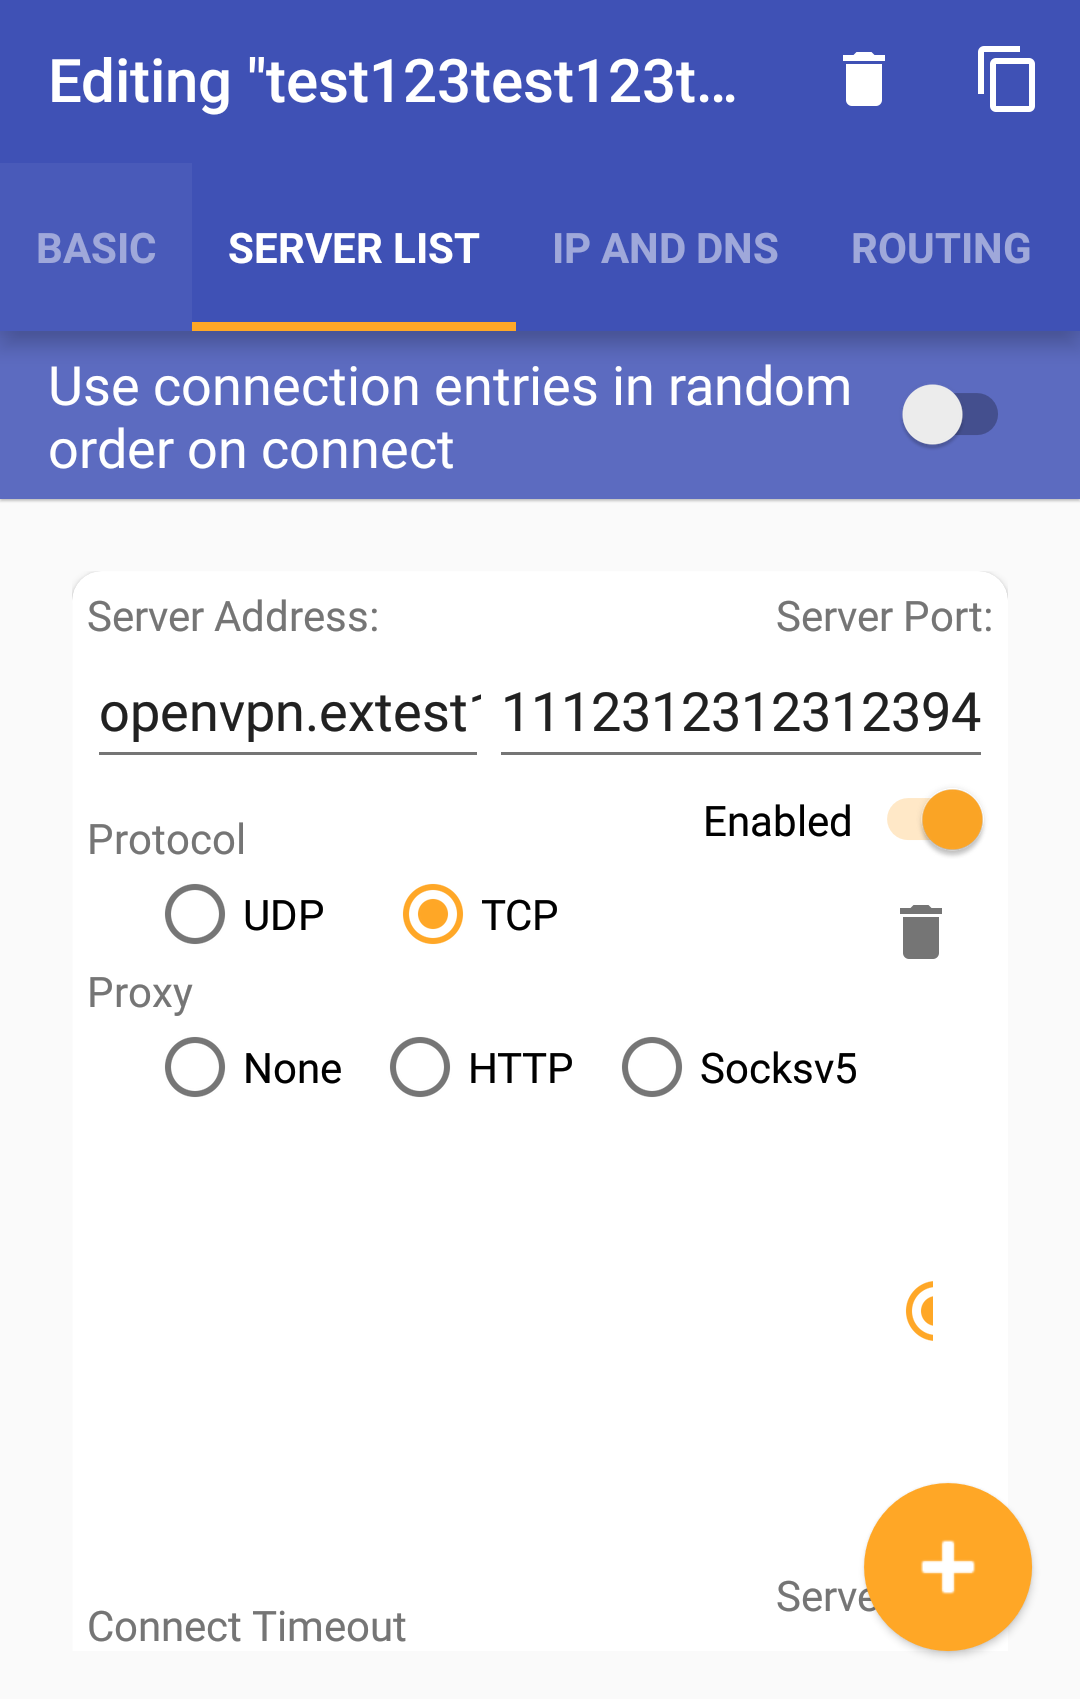 Editing "test123test123t…
BASIC SERVER LIST IP AND DNS ROUTING
Use connection entries in random
order on connect
Server Address: Server Port:
openvpn.extest 1112312312312394
Enabled
Protocol
UDP TCP
Proxy
None HTTP Socksv5
Serve
Connect Timeout